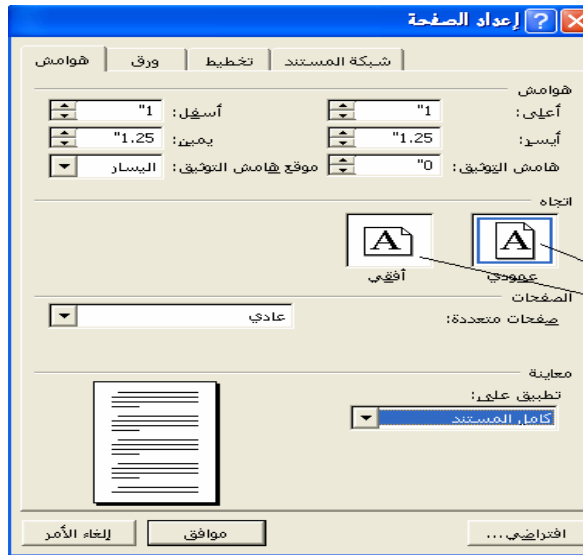 إعداد الصفحة
هوامش ورق تخطيط شبكة المستند
هوامش
أعلى: 1" أسفل: 1"
أيسر: 1.25" يمين: 1.25"
هامش التوثيق: 0" موقع هامش التوثيق: اليسار
اتجاه
A A
عمودي أفقي
الصفحات
صفحات متعددة: عادي
معاينة
تطبيق على:
كامل المستند
افتراضي... موافق إلغاء الأمر